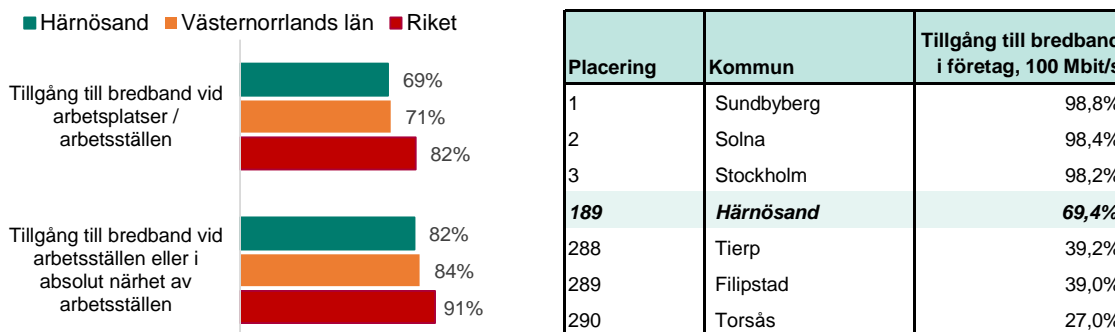 Härnösand Västernorrlands län Riket
Tillgång till bredband vid
arbetsplatser /
arbetsställen
69%
71%
82%
Tillgång till bredband vid
arbetsställen eller i
absolut närhet av
arbetsställen
82%
84%
91%
Placering Kommun Tillgång till bredband
i företag, 100 Mbit/s
1 Sundbyberg 98,8%
2 Solna 98,4%
3 Stockholm 98,2%
189 Härnösand 69,4%
288 Tierp 39,2%
289 Filipstad 39,0%
290 Torsås 27,0%